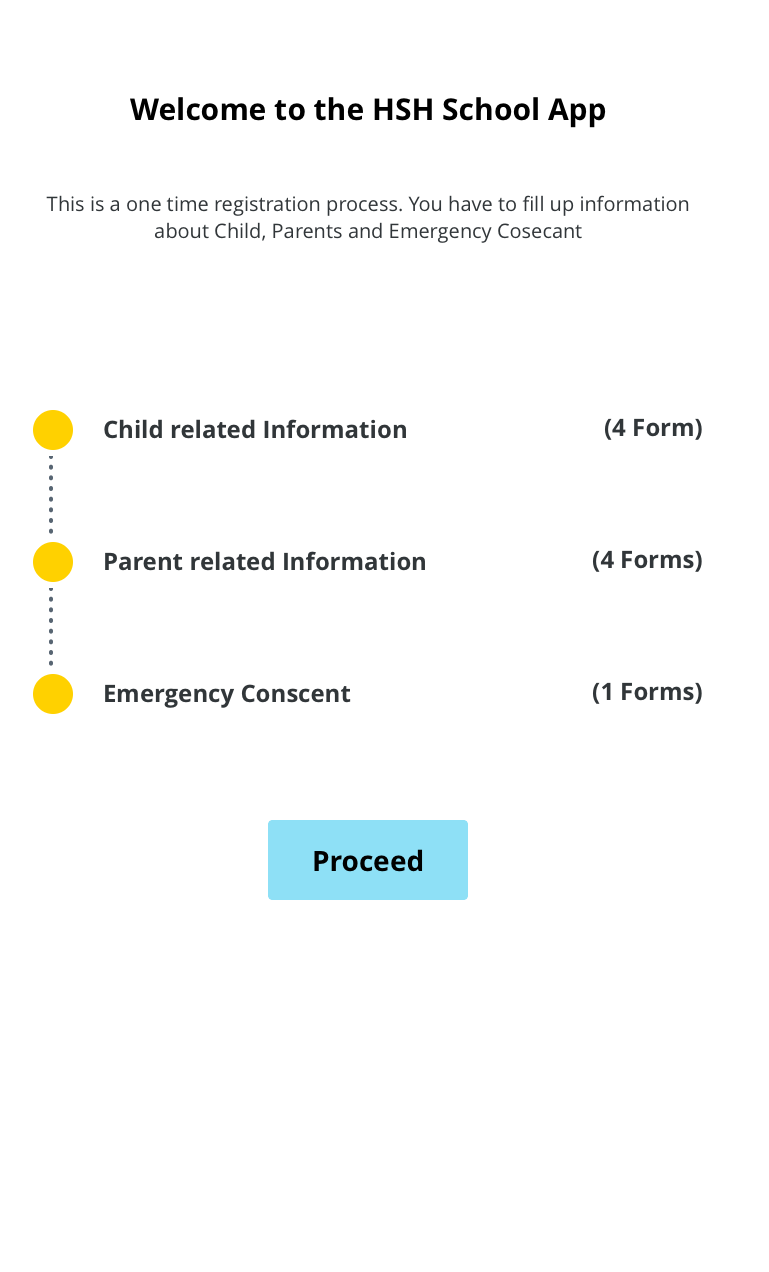 Welcome to the HSH School App
This is a one time registration process. You have to fill up information
about Child, Parents and Emergency Cosecant
Child related Information (4 Form)
Parent related Information (4 Forms)
Emergency Conscent (1 Forms)
Proceed